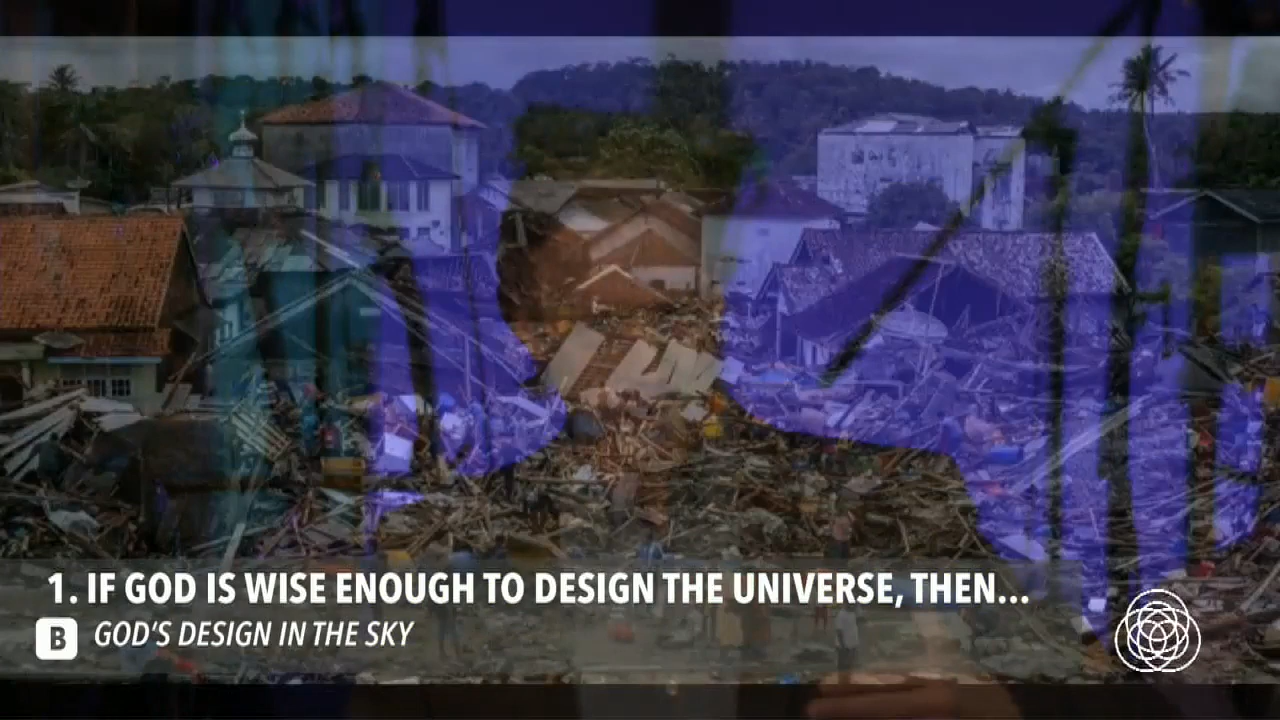 1. IF GOD IS WISE ENOUGH TO DESIGN THE UNIVERSE, THEN...
B GOD'S DESIGN IN THE SKY